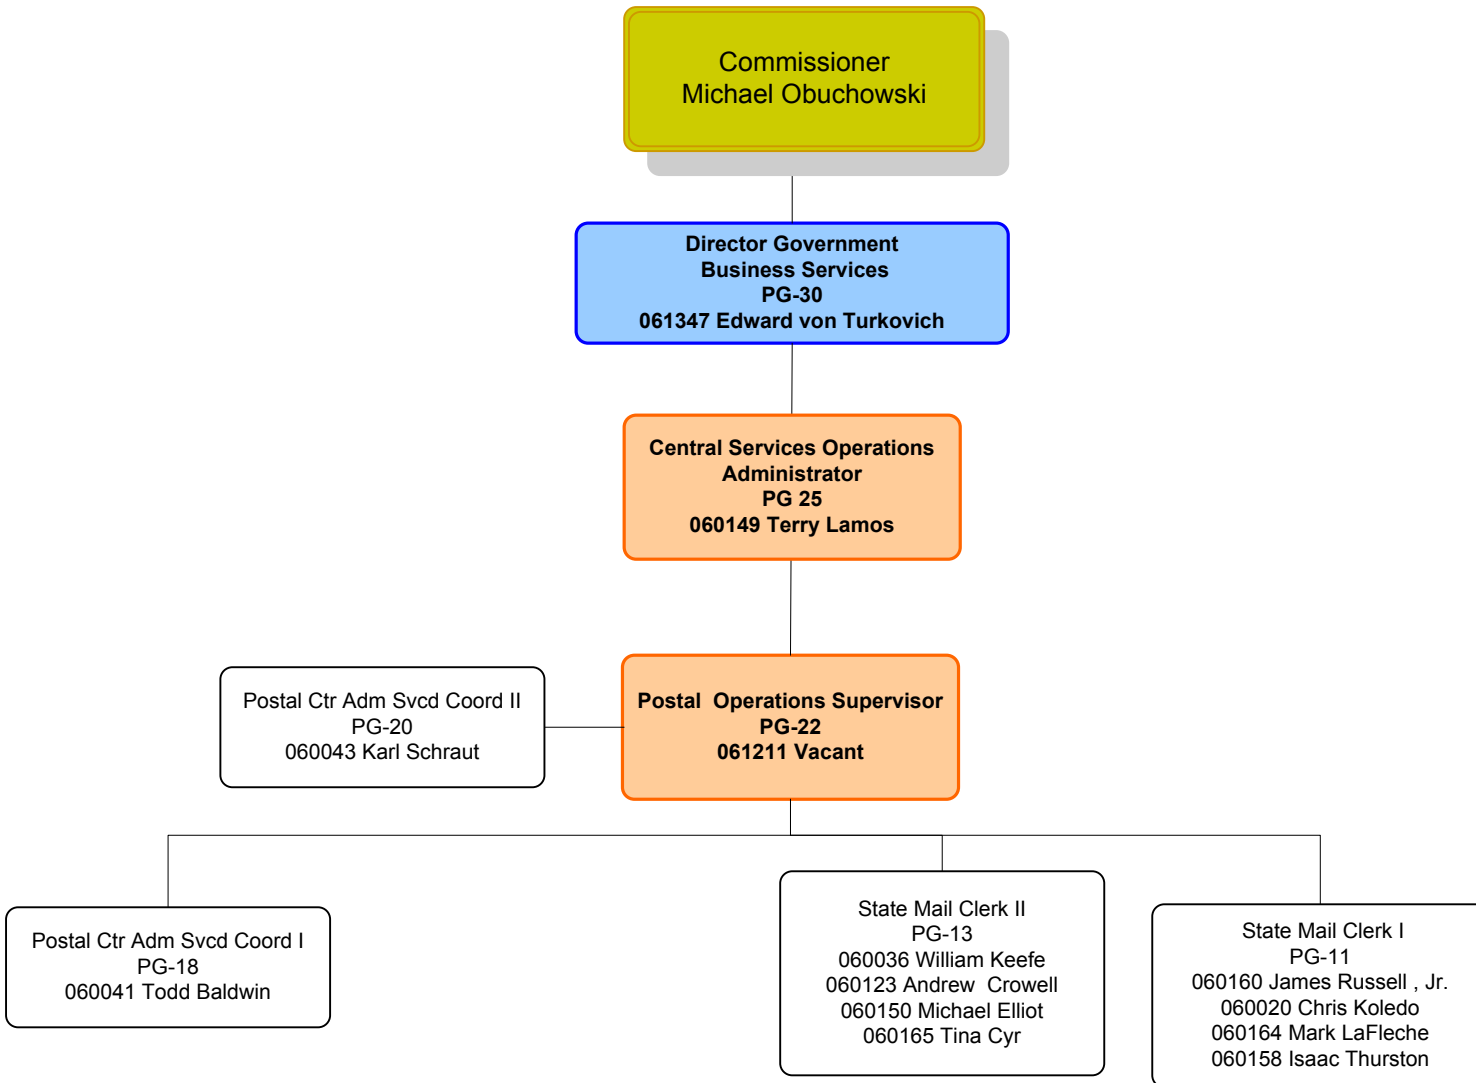 Commissioner
Michael Obuchowski
Director Government
Business Services
PG-30
061347 Edward von Turkovich
Central Services Operations
Administrator
PG 25
060149 Terry Lamos
Postal Ctr Adm Svcd Coord II
PG-20
060043 Karl Schraut
Postal  Operations Supervisor
PG-22
061211 Vacant
Postal Ctr Adm Svcd Coord I
PG-18
060041 Todd Baldwin
State Mail Clerk II
PG-13
060036 William Keefe
060123 Andrew  Crowell
060150 Michael Elliot
060165 Tina Cyr
State Mail Clerk I
PG-11
060160 James Russell , Jr.
060020 Chris Koledo
060164 Mark LaFleche
060158 Isaac Thurston